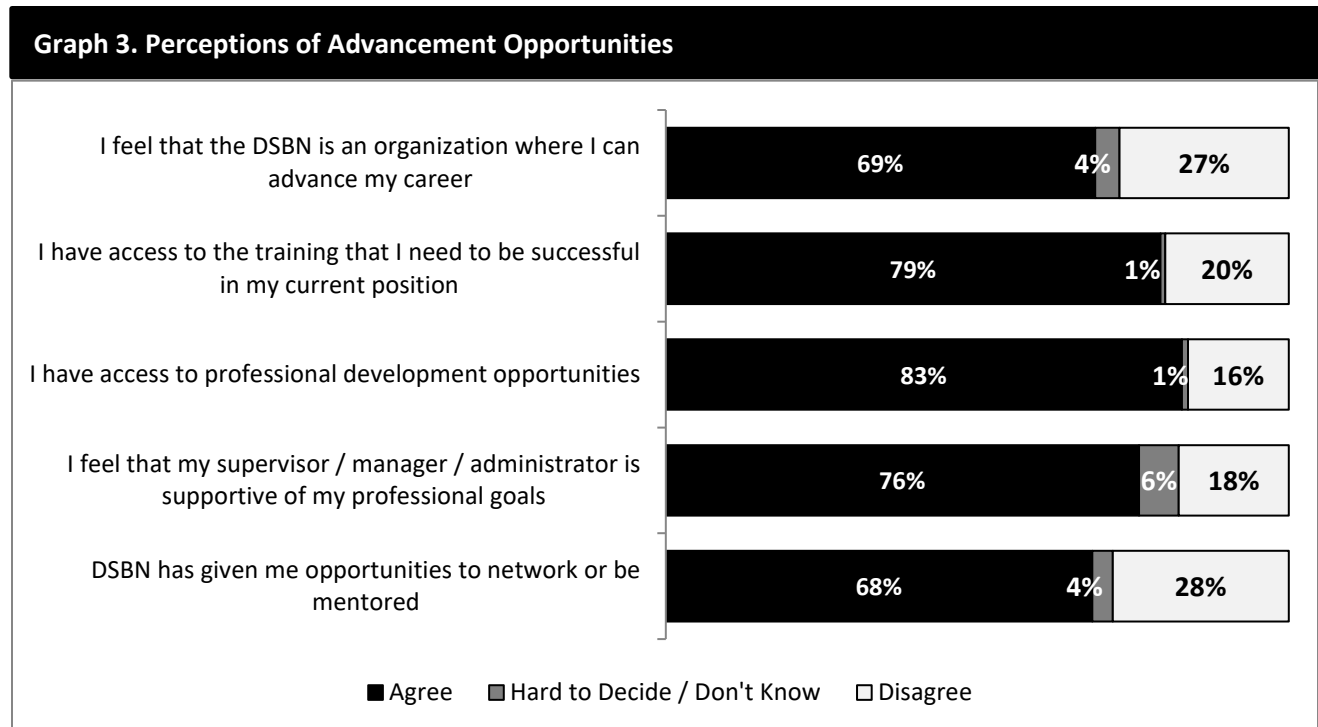 Graph 3. Perceptions of Advancement Opportunities
I feel that the DSBN is an organization where I can
advance my career
69% 4% 27%
I have access to the training that I need to be successful
in my current position
79% 1% 20%
I have access to professional development opportunities
83% 1% 16%
I feel that my supervisor / manager / administrator is
supportive of my professional goals
76% 6% 18%
DSBN has given me opportunities to network or be
mentored
68% 4% 28%
Agree Hard to Decide / Don't Know Disagree